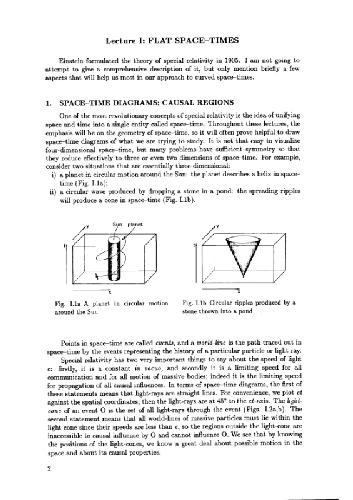 Lecture I: FLAT SPACE–TIMES
Einstein formulated the theory of special relativity in 1905. I am not going to
attempt to give a comprehensive description of it, but only mention briefly a few
aspects that will help us most in our approach to curved space–times.
1. SPACE–TIME DIAGRAMS; CAUSAL REGIONS
One of the most revolutionary concepts of special relativity is the idea of unifying
space and time into a single entity called space–time. Throughout these lectures, the
emphasis will be on the geometry of space–time, so it will often prove helpful to draw
space–time diagrams of what we are trying to study. It is not that easy to visualize
four-dimensional space–time, but many problems have sufficient symmetry so that
they reduce effectively to three or even two dimensions of space–time. For example,
consider two situations that are essentially three-dimensional:
i) a planet in circular motion around the Sun: the planet describes a helix in space–
time (Fig. I.1a);
ii) a circular wave produced by dropping a stone in a pond: the spreading ripples
will produce a cone in space–time (Fig. I.1b).
Sun planet
Fig. I.1a A planet in circular motion
around the Sun
Fig. I.1b Circular ripples produced by a
stone thrown into a pond
Points in space–time are called events, and a world line is the path traced out in
space–time by the events representing the history of a particular particle or light-ray.
Special relativity has two very important things to say about the speed of light
c: firstly, it is a constant in vacuo, and secondly it is a limiting speed for all
communication and for all motion of massive bodies; indeed it is the limiting speed
for propagation of all causal influences. In terms of space–time diagrams, the first of
these statements means that light-rays are straight lines. For convenience, we plot ct
against the spatial coordinates, then the light-rays are at 45° to the ct-axis. The light-
cone of an event O is the set of all light-rays through the event (Figs. I.2a,b). The
second statement means that all world-lines of massive particles must lie within the
light cone since their speeds are less than c, so the regions outside the light-cone are
inaccessible to causal influence by O and cannot influence O. We see that by knowing
the positions of the light-cones, we know a great deal about possible motion in the
space and about its causal properties.
2